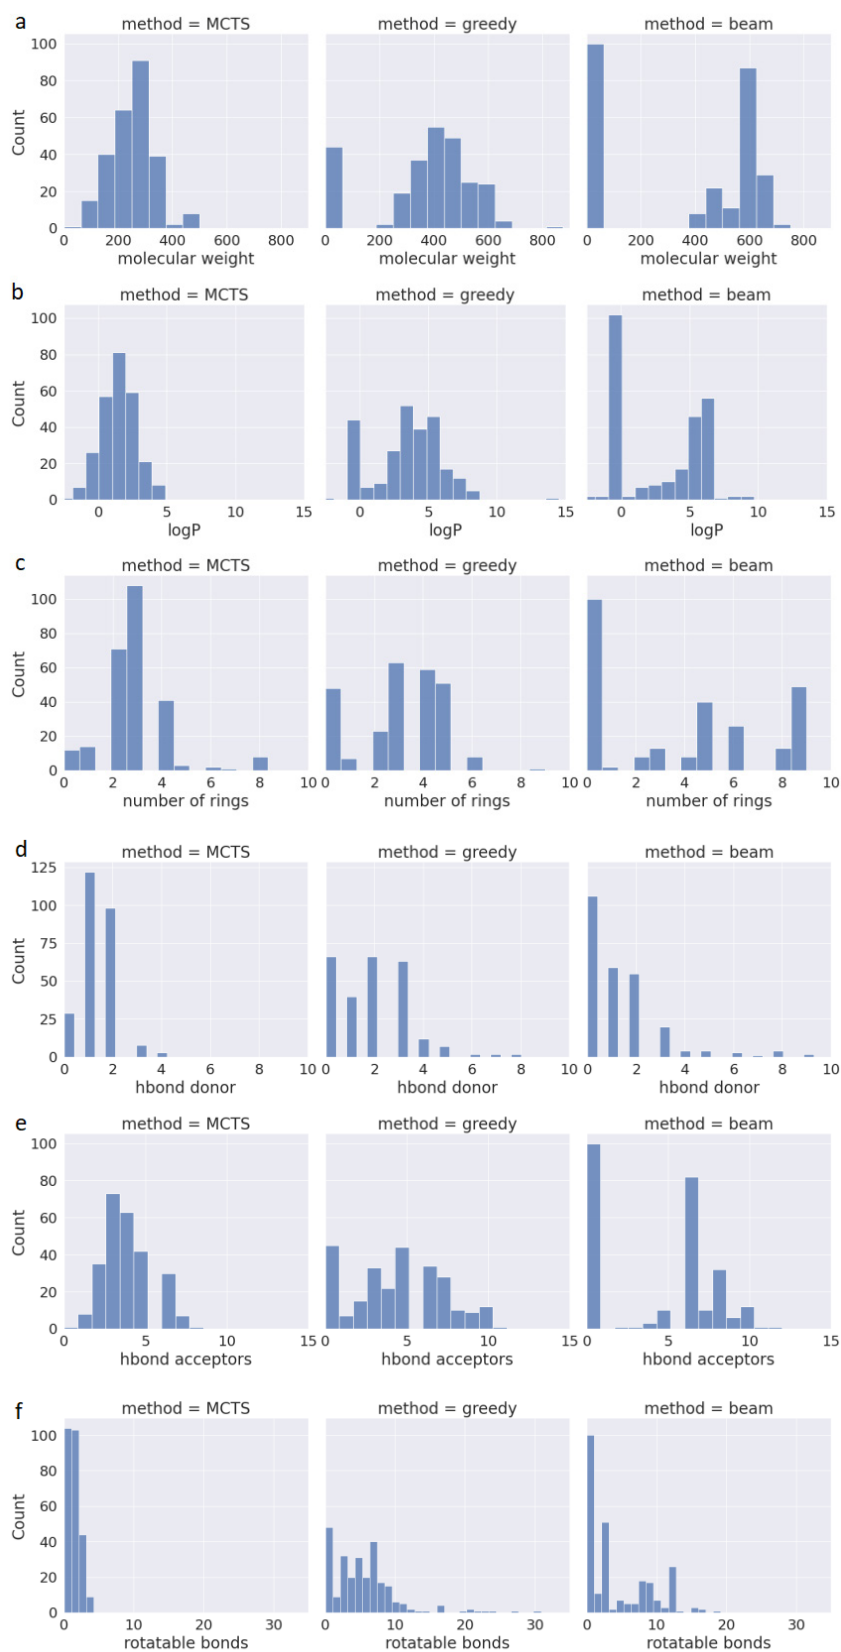 a
method = MCTS method = greedy method = beam
100
80
60
40
20
0
Count
0 200 400 600 800 0 200 400 600 800 0 200 400 600 800
molecular weight molecular weight molecular weight
b
method = MCTS method = greedy method = beam
100
80
60
40
20
0
Count
0 5 10 15 0 5 10 15 0 5 10 15
logP logP logP
c
method = MCTS method = greedy method = beam
100
80
60
40
20
0
Count
0 2 4 6 8 10 0 2 4 6 8 10 0 2 4 6 8 10
number of rings number of rings number of rings
d
method = MCTS method = greedy method = beam
125
100
75
50
25
0
Count
0 2 4 6 8 10 0 2 4 6 8 10 0 2 4 6 8 10
hbond donor hbond donor hbond donor
e
method = MCTS method = greedy method = beam
100
80
60
40
20
0
Count
0 5 10 15 0 5 10 15 0 5 10 15
hbond acceptors hbond acceptors hbond acceptors
f
method = MCTS method = greedy method = beam
100
80
60
40
20
0
Count
0 10 20 30 0 10 20 30 0 10 20 30
rotatable bonds rotatable bonds rotatable bonds